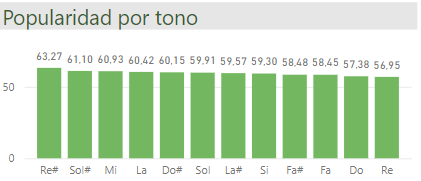 Popularidad por tono
63,27 61,10 60,93 60,42 60,15 59,91 59,57 59,30 58,48 58,45 57,38 56,95
50
0
Re# Sol# Mi La Do# Sol La# Si Fa# Fa Do Re